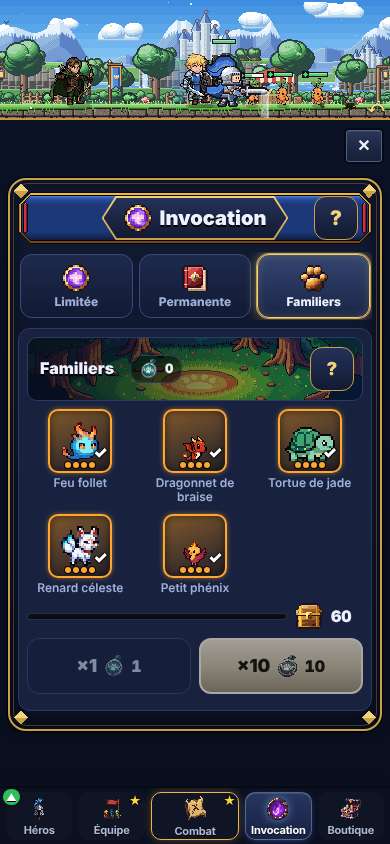 Invocation
?
Limitée
Permanente
Familiers
Familiers
0
?
Feu follet
Dragonnet de
braise
Tortue de jade
Renard céleste
Petit phénix
60
×1 1
×10 10
Héros
Équipe
Combat
Invocation
Boutique